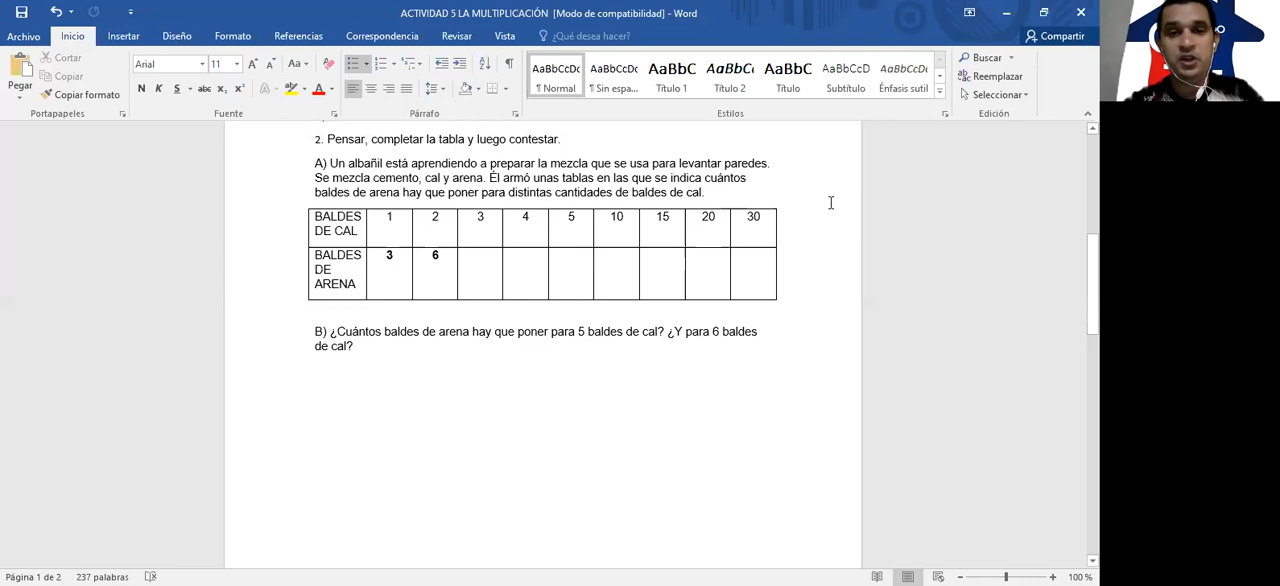 ACTIVIDAD 5 LA MULTIPLICACIÓN [Modo de compatibilidad] - Word
Archivo Inicio Insertar Diseño Formato Referencias Correspondencia Revisar Vista ¿Qué desea hacer? Compartir
Pegar
Cortar
Copiar
Copiar formato
Portapapeles
Arial 11
N K S abc x₂ x²
Fuente
Párrafo
AaBbCcDc AaBbCcDc AaBbC AaBbC AaBbC AaBbCcD AaBbCcDc
¶ Normal ¶ Sin espa... Título 1 Título 2 Título Subtítulo Énfasis sutil
Estilos
Buscar
Reemplazar
Seleccionar
Edición
2. Pensar, completar la tabla y luego contestar.
A) Un albañil está aprendiendo a preparar la mezcla que se usa para levantar paredes.
Se mezcla cemento, cal y arena. Él armó unas tablas en las que se indica cuántos
baldes de arena hay que poner para distintas cantidades de baldes de cal.
BALDES DE CAL 1 2 3 4 5 10 15 20 30
BALDES DE ARENA 3 6
B) ¿Cuántos baldes de arena hay que poner para 5 baldes de cal? ¿Y para 6 baldes
de cal?
Página 1 de 2 237 palabras 100 %